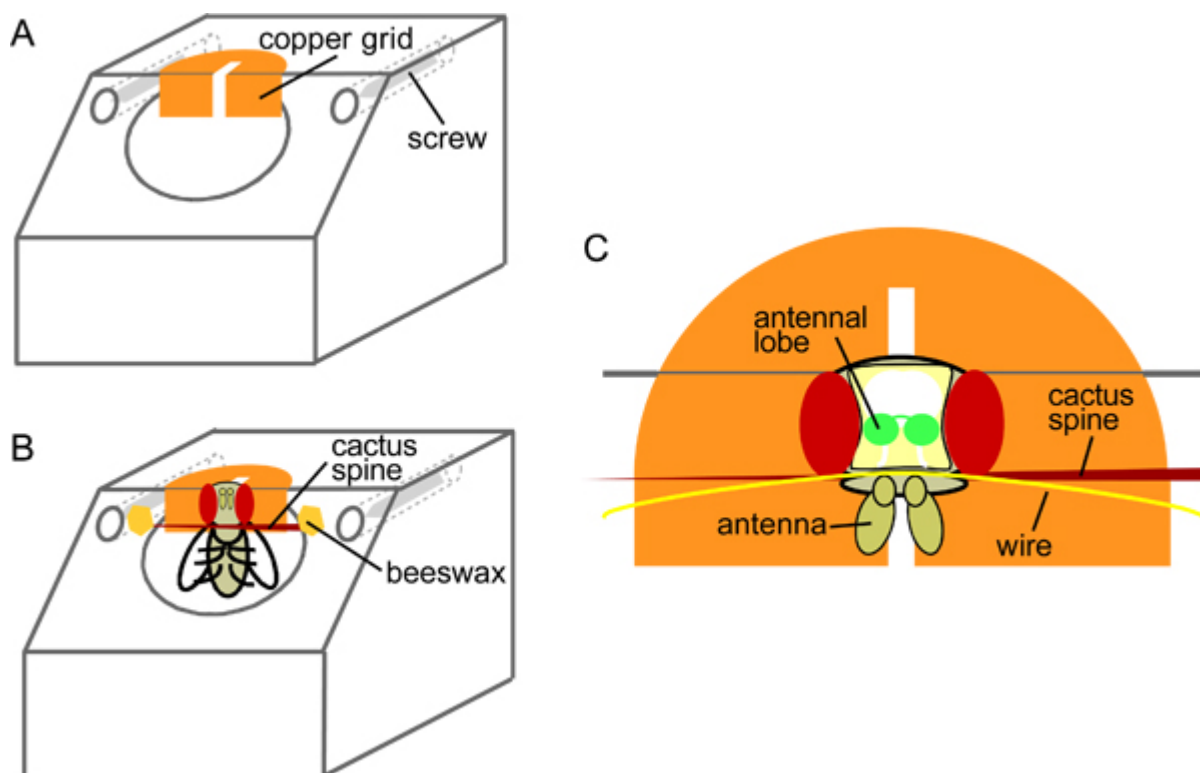 A
copper grid
screw
B
cactus
spine
beeswax
C
antennal
lobe
cactus
spine
antenna
wire